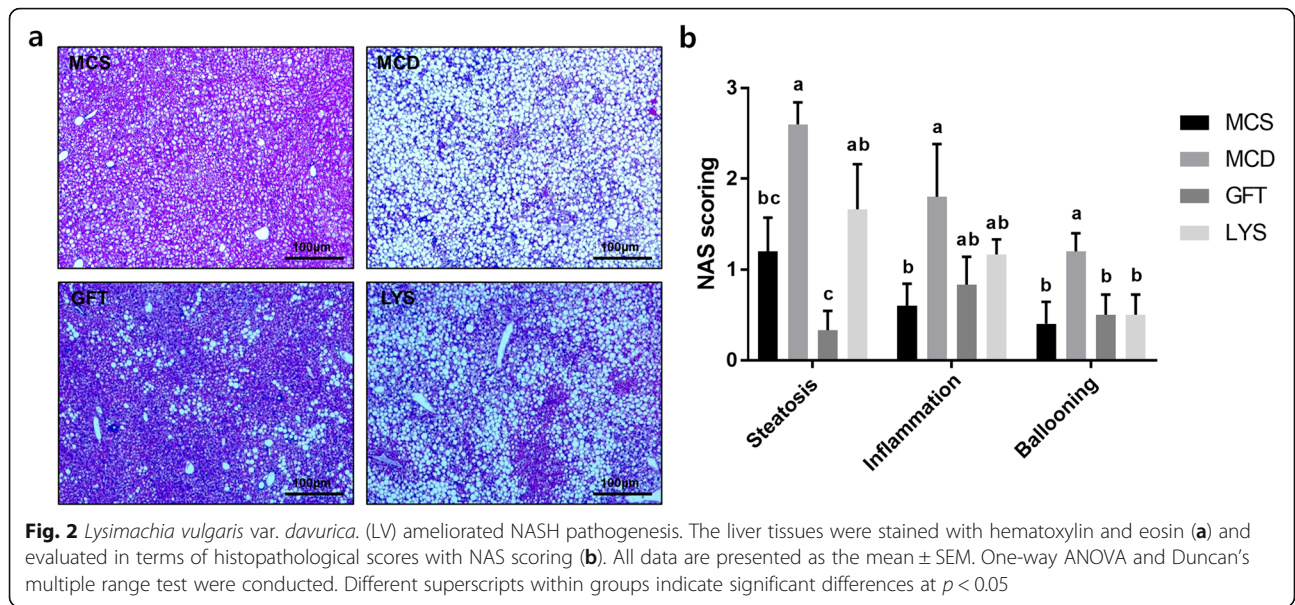 a
MCS
100µm
MCD
100µm
GFT
100µm
LYS
100µm
b
NAS scoring
3
2
1
0
bc
a
c
ab
b
a
ab
ab
b
a
b
b
Steatosis
Inflammation
Ballooning
MCS
MCD
GFT
LYS
Fig. 2 Lysimachia vulgaris var. davurica. (LV) ameliorated NASH pathogenesis. The liver tissues were stained with hematoxylin and eosin (a) and
evaluated in terms of histopathological scores with NAS scoring (b). All data are presented as the mean ± SEM. One-way ANOVA and Duncan's
multiple range test were conducted. Different superscripts within groups indicate significant differences at p < 0.05